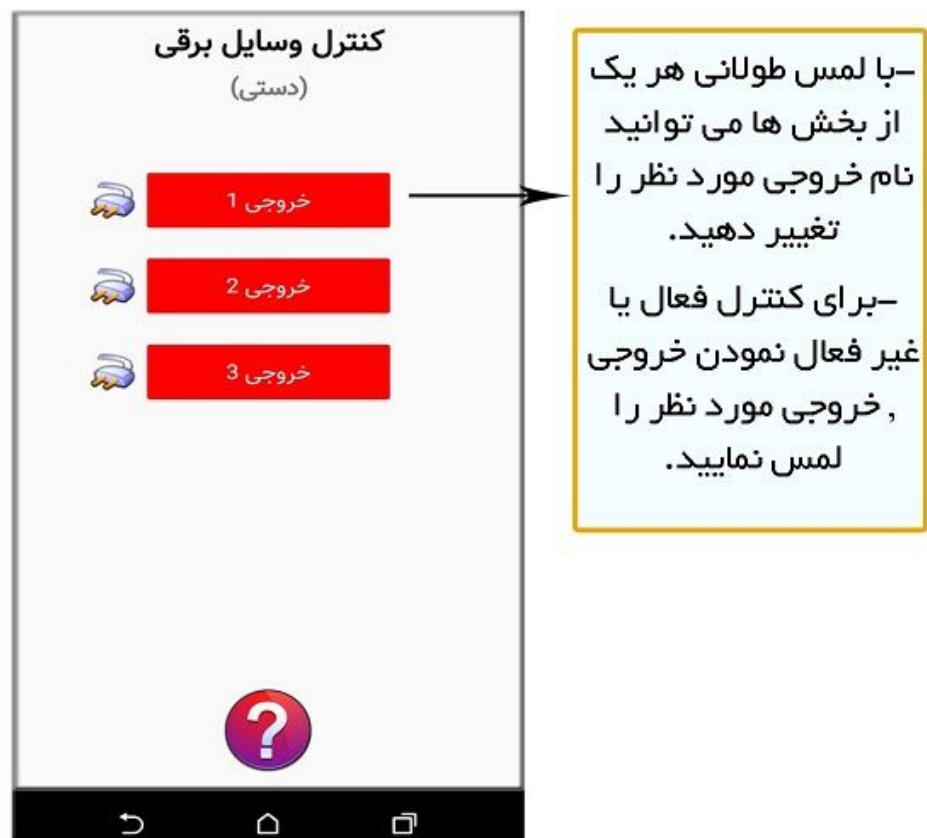 کنترل وسایل برقی
(دستی)
خروجی 1
خروجی 2
خروجی 3
?
-با لمس طولانی هر یک
از بخش ها می توانید
نام خروجی مورد نظر را
تغییر دهید.
-برای کنترل فعال یا
غیر فعال نمودن خروجی
, خروجی مورد نظر را
لمس نمایید.